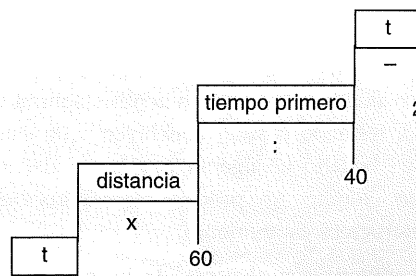 t
–
tiempo primero
:
40
distancia
x
60
t